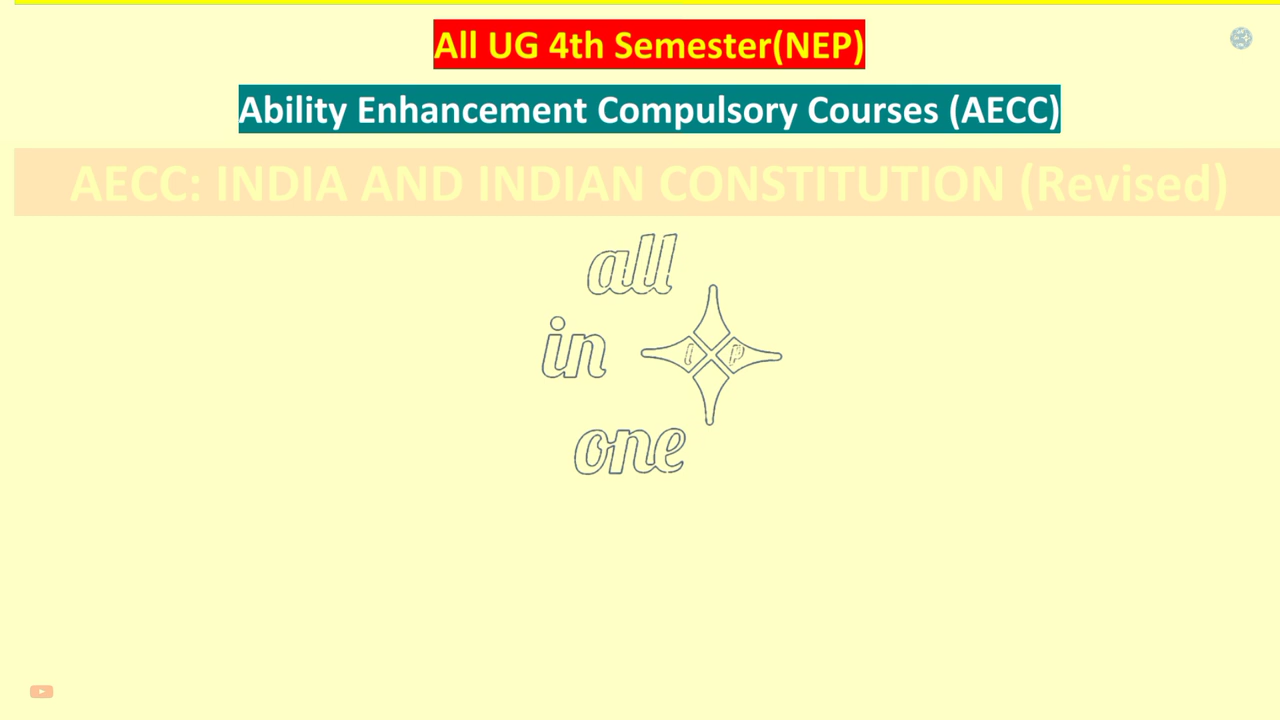 All UG 4th Semester(NEP)
Ability Enhancement Compulsory Courses (AECC)
AECC: INDIA AND INDIAN CONSTITUTION (Revised)
all
in
I P
one